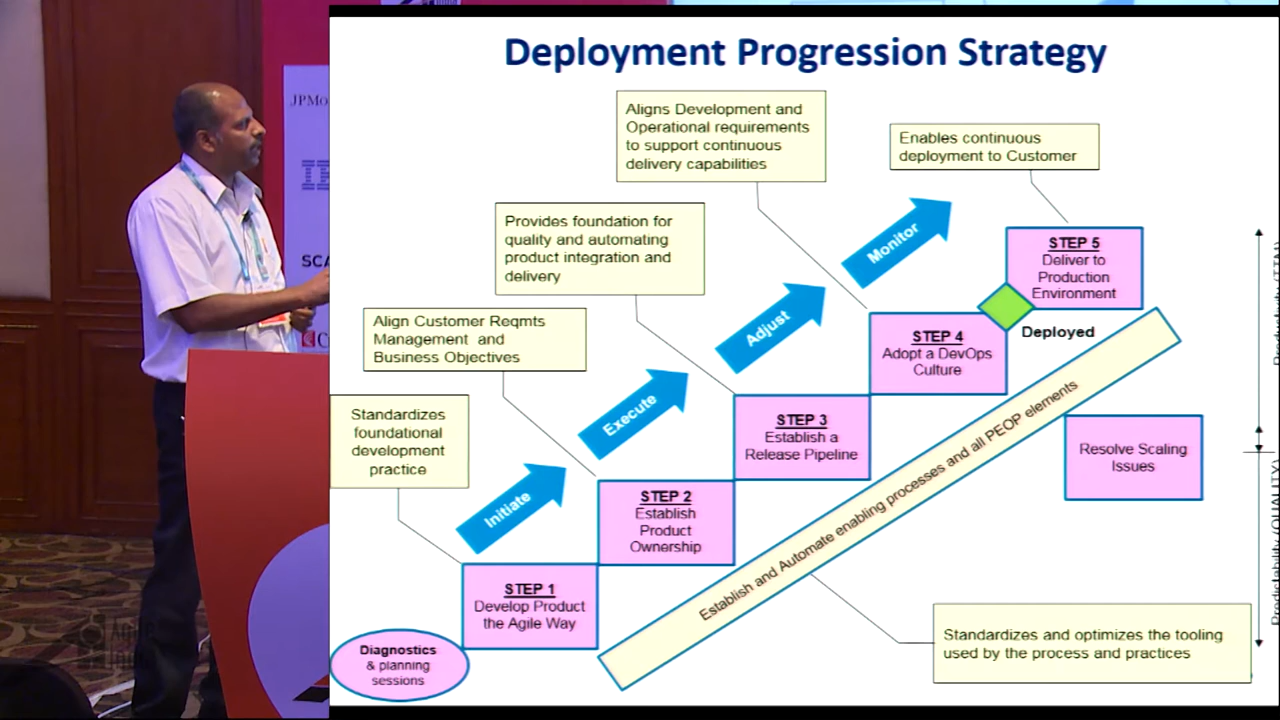 Deployment Progression Strategy
Aligns Development and
Operational requirements
to support continuous
delivery capabilities
Enables continuous
deployment to Customer
Provides foundation for
quality and automating
product integration and
delivery
Align Customer Reqmts
Management and
Business Objectives
Standardizes
foundational
development
practice
Initiate
Execute
Adjust
Monitor
STEP 5
Deliver to
Production
Environment
Deployed
STEP 4
Adopt a DevOps
Culture
STEP 3
Establish a
Release Pipeline
STEP 2
Establish
Product
Ownership
STEP 1
Develop Product
the Agile Way
Diagnostics
& planning
sessions
Establish and Automate enabling processes and all PEOP elements
Resolve Scaling
Issues
Standardizes and optimizes the tooling
used by the process and practices
Predictability (QUALITY)
JPMo
SCA